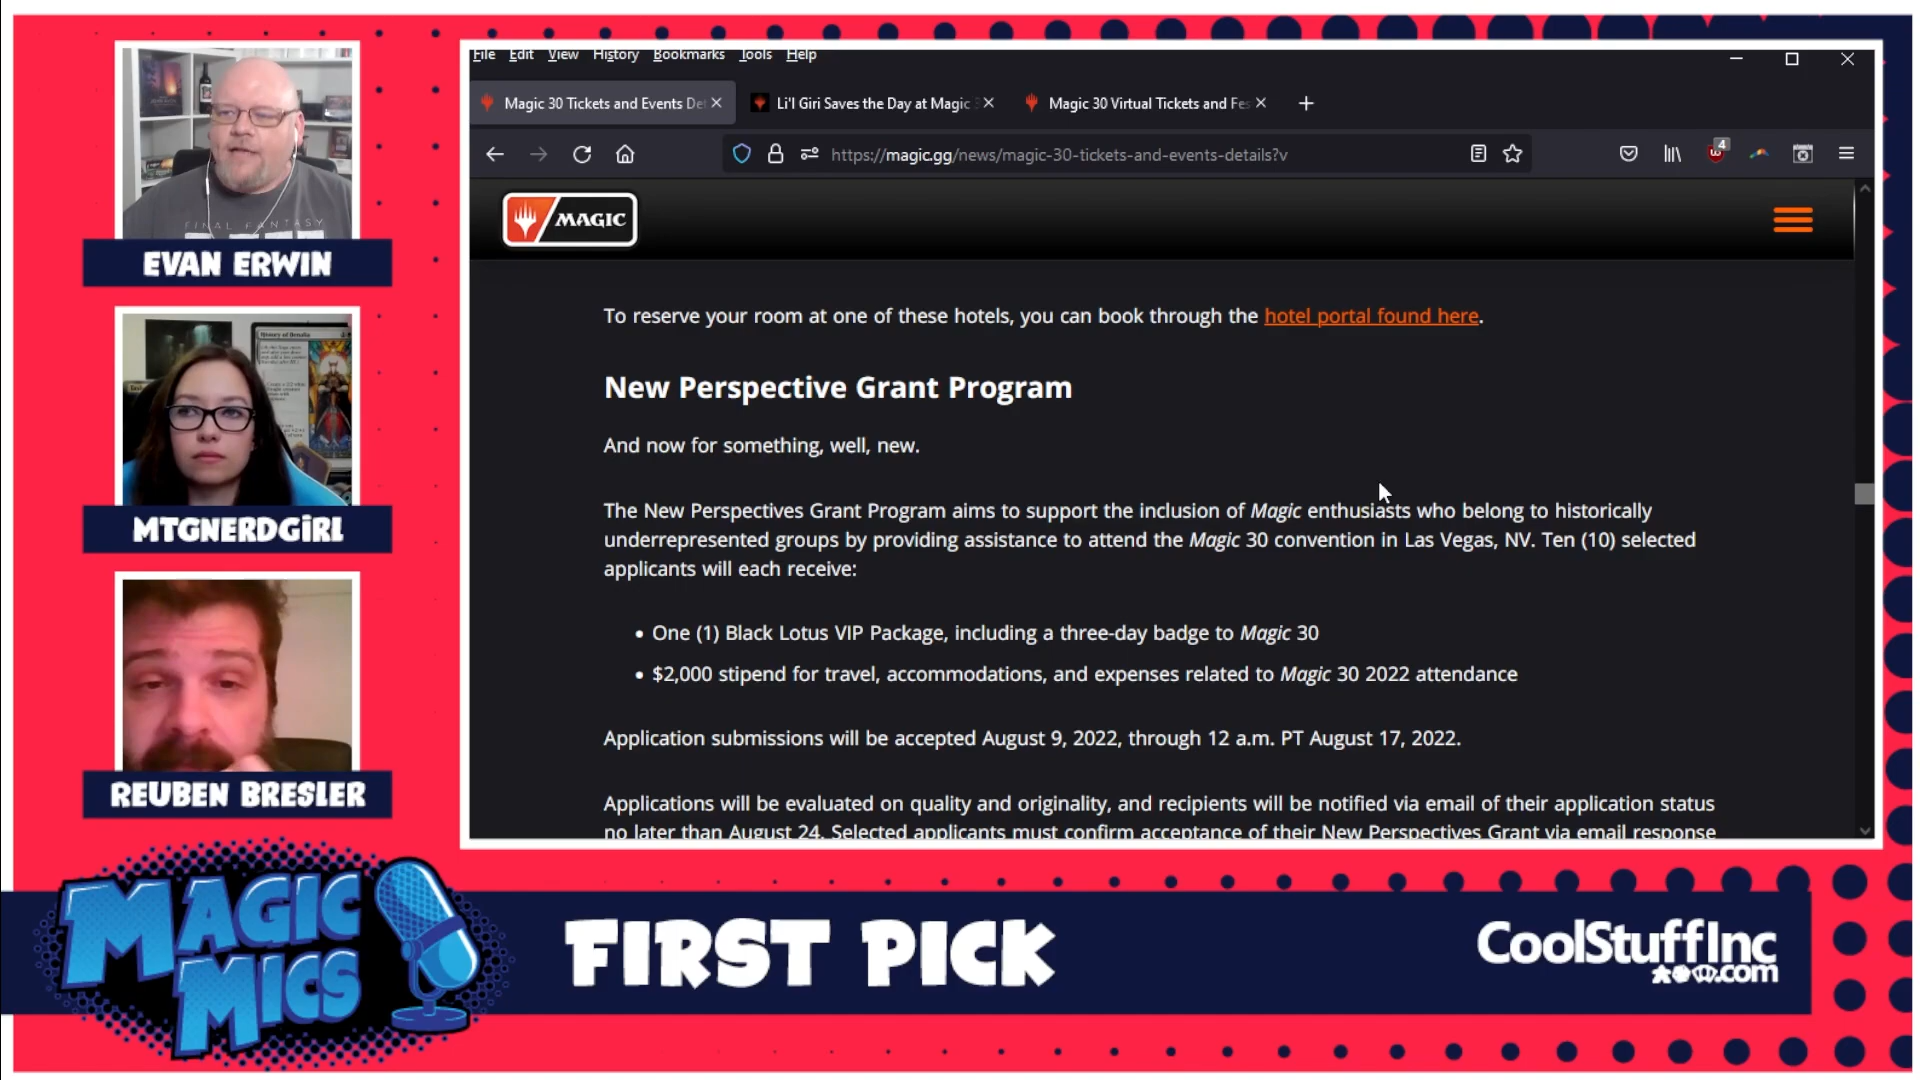 File Edit View History Bookmarks Tools Help
Magic 30 Tickets and Events De
Li'l Giri Saves the Day at Magic
Magic 30 Virtual Tickets and Fes
https://magic.gg/news/magic-30-tickets-and-events-details?v
4
MAGIC
To reserve your room at one of these hotels, you can book through the hotel portal found here.
New Perspective Grant Program
And now for something, well, new.
The New Perspectives Grant Program aims to support the inclusion of Magic enthusiasts who belong to historically
underrepresented groups by providing assistance to attend the Magic 30 convention in Las Vegas, NV. Ten (10) selected
applicants will each receive:
• One (1) Black Lotus VIP Package, including a three-day badge to Magic 30
• $2,000 stipend for travel, accommodations, and expenses related to Magic 30 2022 attendance
Application submissions will be accepted August 9, 2022, through 12 a.m. PT August 17, 2022.
Applications will be evaluated on quality and originality, and recipients will be notified via email of their application status
no later than August 24. Selected applicants must confirm acceptance of their New Perspectives Grant via email response
FINAL FANTASY
EVAN ERWIN
History of Benalia
MTGNERDGiRL
REUBEN BRESLER
MAGIC
MICS
FIRST PICK
CoolStuffInc
.com